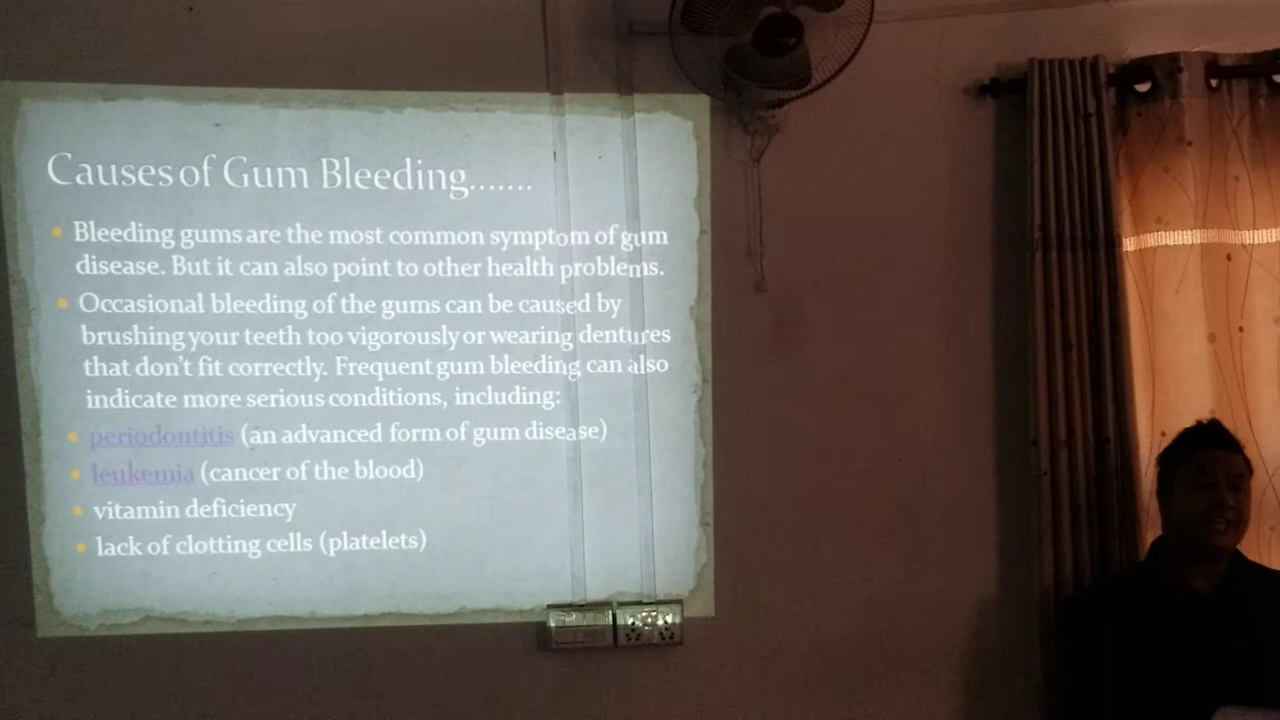 Causes of Gum Bleeding.......
• Bleeding gums are the most common symptom of gum
disease. But it can also point to other health problems.
• Occasional bleeding of the gums can be caused by
brushing your teeth too vigorously or wearing dentures
that don't fit correctly. Frequent gum bleeding can also
indicate more serious conditions, including:
• periodontitis (an advanced form of gum disease)
• leukemia (cancer of the blood)
• vitamin deficiency
• lack of clotting cells (platelets)